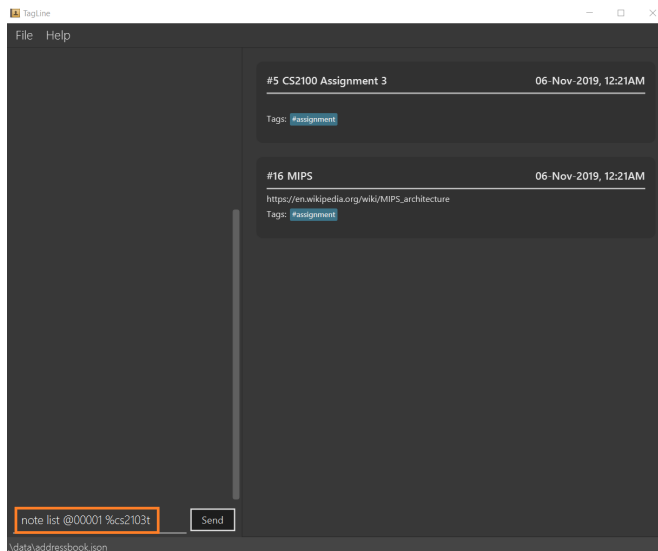 TagLine
File Help
#5 CS2100 Assignment 3 06-Nov-2019, 12:21AM
Tags: #assignment
#16 MIPS 06-Nov-2019, 12:21AM
https://en.wikipedia.org/wiki/MIPS_architecture
Tags: #assignment
note list @00001 %cs2103t Send
\data\addressbook.json